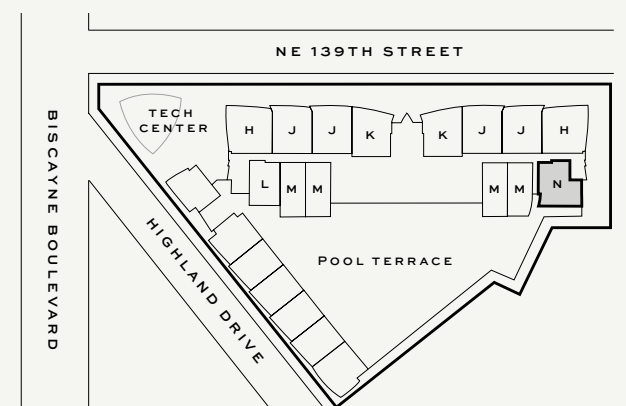 NE 139TH STREET
TECH
CENTER
H J J K K J J H
L M M M M N
BISCAYNE BOULEVARD
HIGHLAND DRIVE
POOL TERRACE